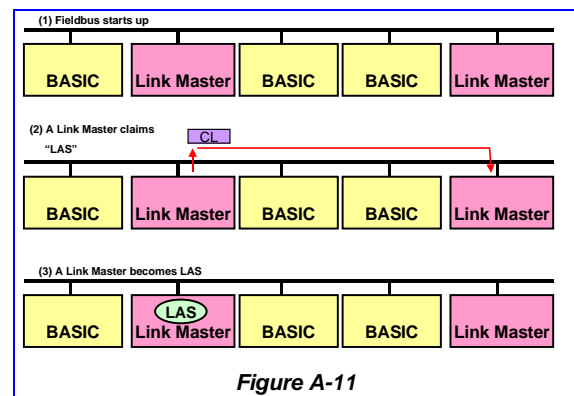 (1) Fieldbus starts up
BASIC Link Master BASIC BASIC Link Master
(2) A Link Master claims
"LAS"
CL
BASIC Link Master BASIC BASIC Link Master
(3) A Link Master becomes LAS
LAS
BASIC Link Master BASIC BASIC Link Master
Figure A-11